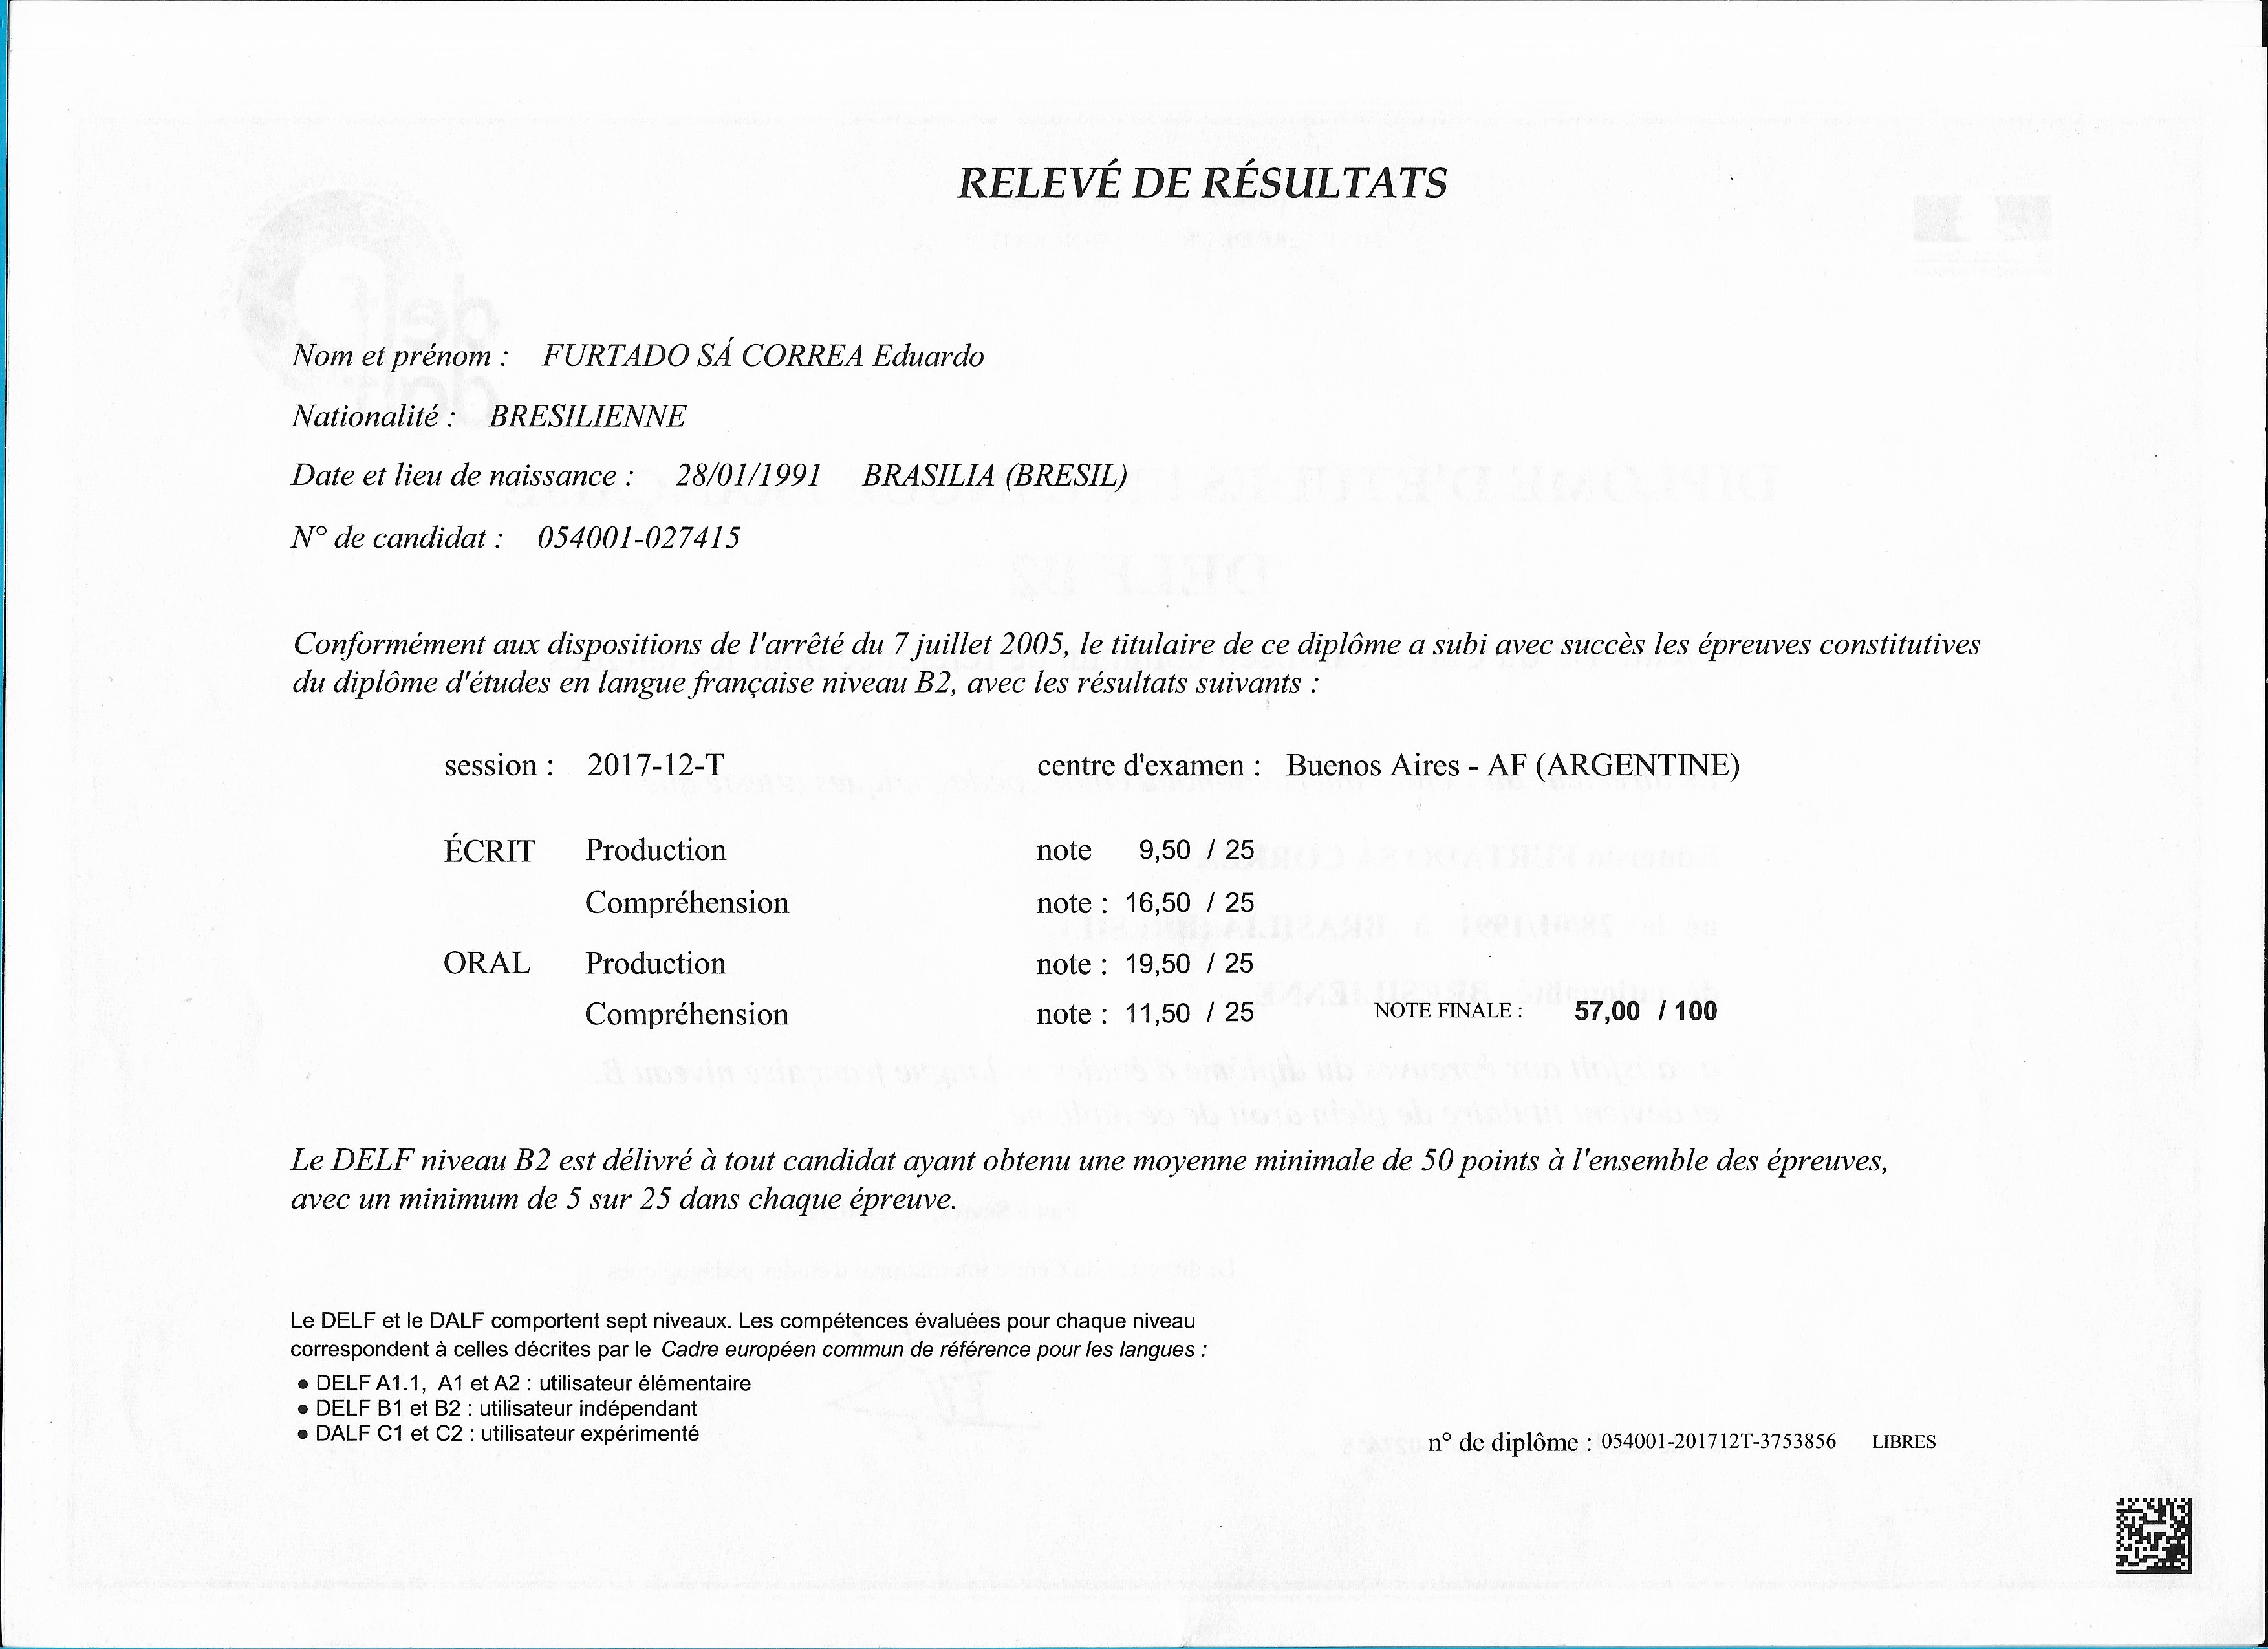 RELEVÉ DE RÉSULTATS
Nom et prénom : FURTADO SÁ CORREA Eduardo
Nationalité : BRESILIENNE
Date et lieu de naissance : 28/01/1991 BRASILIA (BRESIL)
N° de candidat : 054001-027415
Conformément aux dispositions de l'arrêté du 7 juillet 2005, le titulaire de ce diplôme a subi avec succès les épreuves constitutives
du diplôme d'études en langue française niveau B2, avec les résultats suivants :
session : 2017-12-T centre d'examen : Buenos Aires - AF (ARGENTINE)
ÉCRIT Production note 9,50 / 25
Compréhension note : 16,50 / 25
ORAL Production note : 19,50 / 25
Compréhension note : 11,50 / 25 NOTE FINALE : 57,00 / 100
Le DELF niveau B2 est délivré à tout candidat ayant obtenu une moyenne minimale de 50 points à l'ensemble des épreuves,
avec un minimum de 5 sur 25 dans chaque épreuve.
Le DELF et le DALF comportent sept niveaux. Les compétences évaluées pour chaque niveau
correspondent à celles décrites par le Cadre européen commun de référence pour les langues :
● DELF A1.1, A1 et A2 : utilisateur élémentaire
● DELF B1 et B2 : utilisateur indépendant
● DALF C1 et C2 : utilisateur expérimenté
n° de diplôme : 054001-201712T-3753856 LIBRES